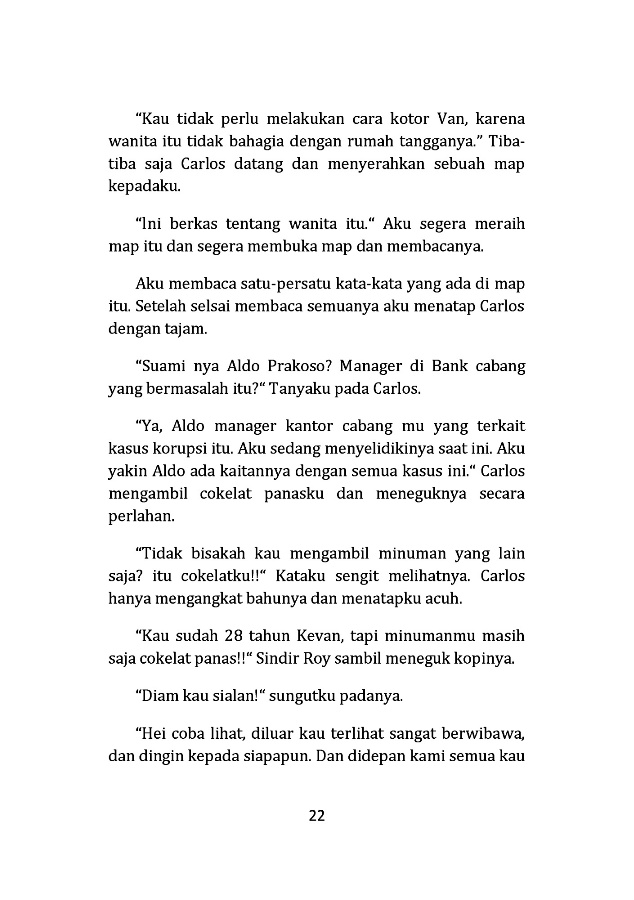 “Kau tidak perlu melakukan cara kotor Van, karena
wanita itu tidak bahagia dengan rumah tangganya.” Tiba-
tiba saja Carlos datang dan menyerahkan sebuah map
kepadaku.
“Ini berkas tentang wanita itu.“ Aku segera meraih
map itu dan segera membuka map dan membacanya.
Aku membaca satu-persatu kata-kata yang ada di map
itu. Setelah selsai membaca semuanya aku menatap Carlos
dengan tajam.
“Suami nya Aldo Prakoso? Manager di Bank cabang
yang bermasalah itu?“ Tanyaku pada Carlos.
“Ya, Aldo manager kantor cabang mu yang terkait
kasus korupsi itu. Aku sedang menyelidikinya saat ini. Aku
yakin Aldo ada kaitannya dengan semua kasus ini.“ Carlos
mengambil cokelat panasku dan meneguknya secara
perlahan.
“Tidak bisakah kau mengambil minuman yang lain
saja? itu cokelatku!!“ Kataku sengit melihatnya. Carlos
hanya mengangkat bahunya dan menatapku acuh.
“Kau sudah 28 tahun Kevan, tapi minumanmu masih
saja cokelat panas!!“ Sindir Roy sambil meneguk kopinya.
“Diam kau sialan!“ sungutku padanya.
“Hei coba lihat, diluar kau terlihat sangat berwibawa,
dan dingin kepada siapapun. Dan didepan kami semua kau
22